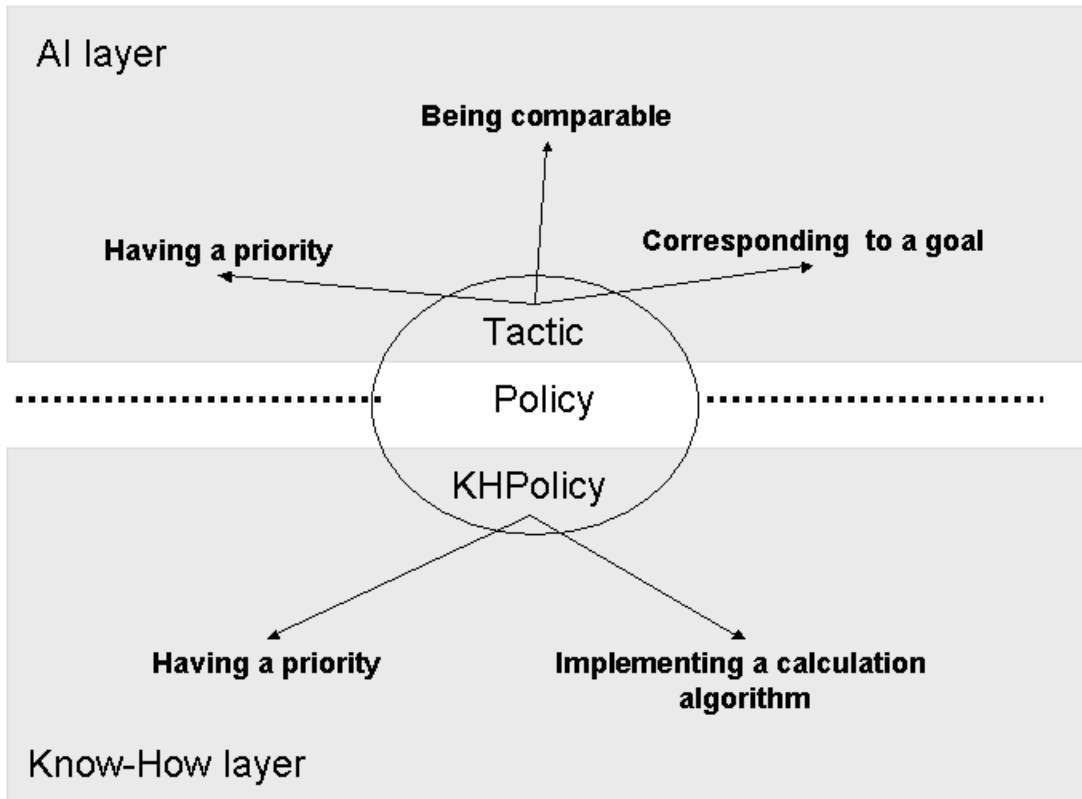 AI layer
Being comparable
Having a priority
Corresponding to a goal
Tactic
Policy
KHPolicy
Having a priority
Implementing a calculation
algorithm
Know-How layer